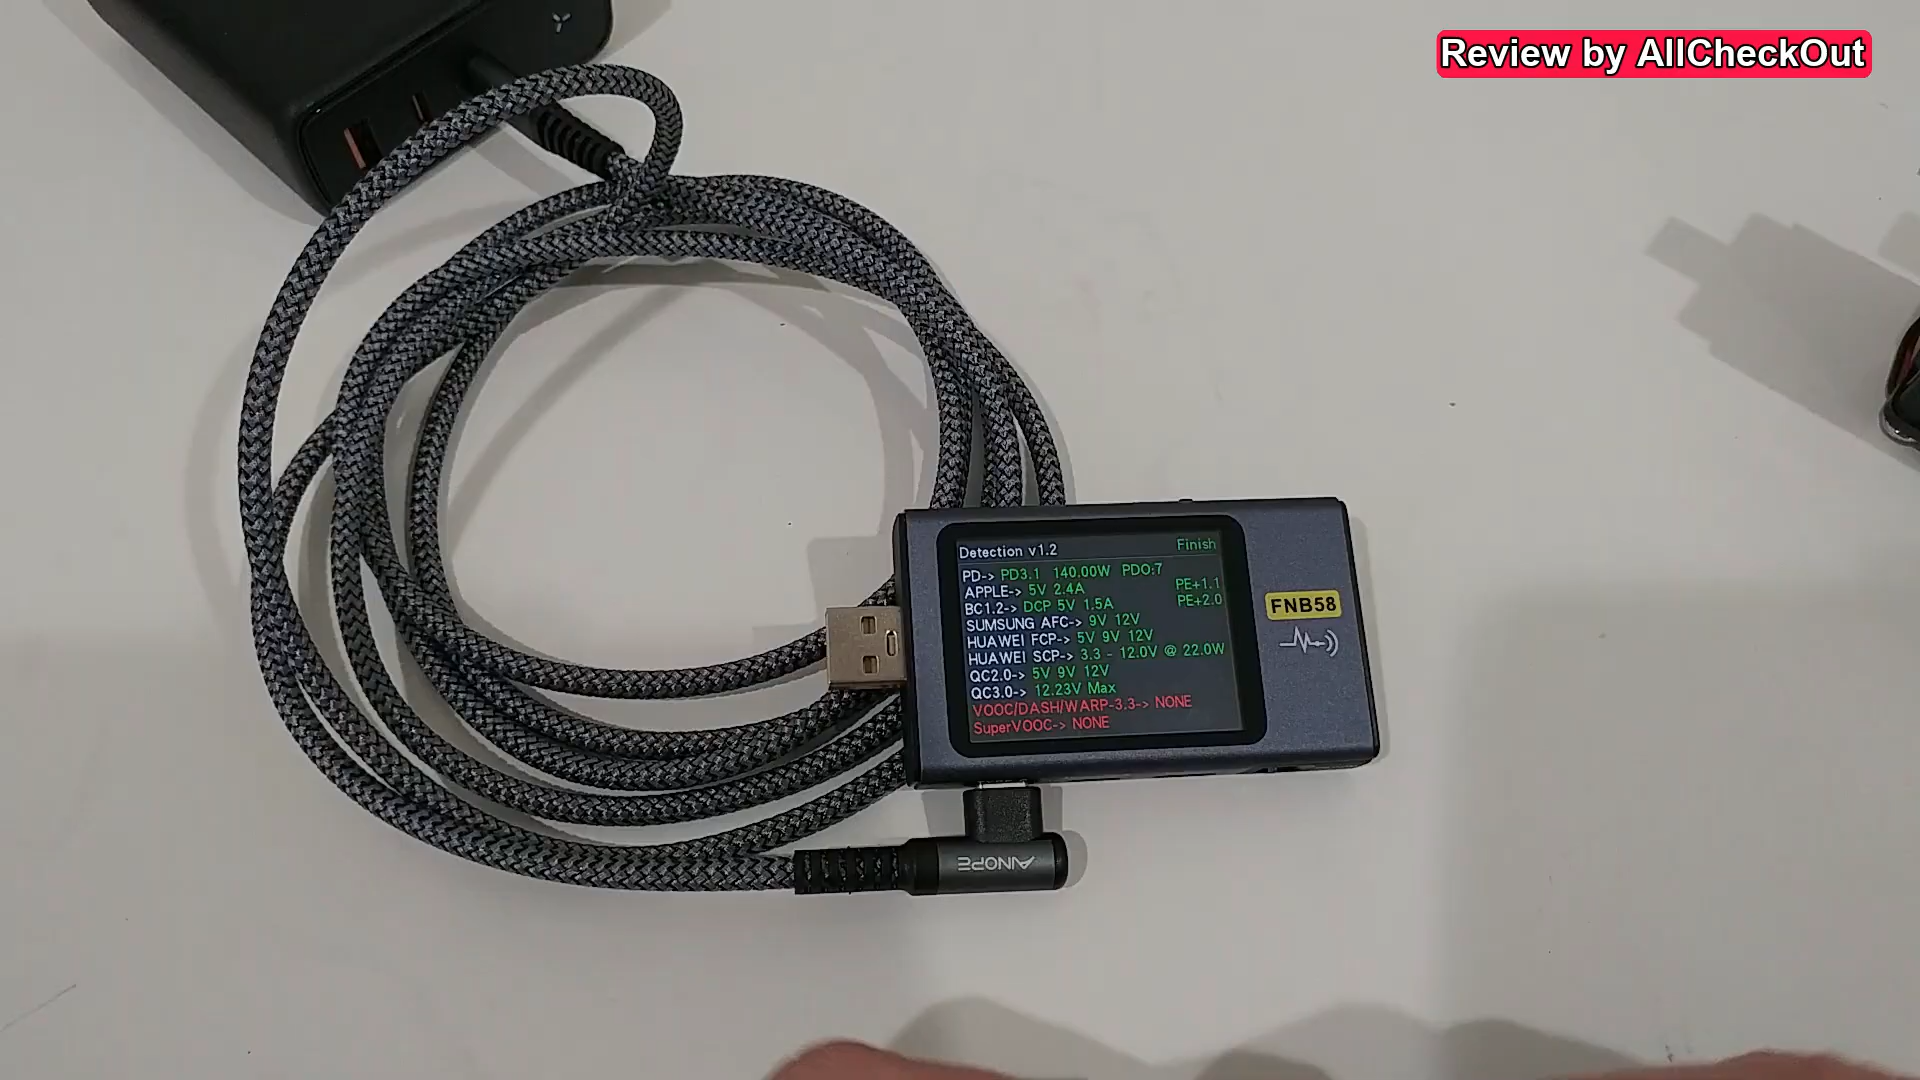 Review by AllCheckOut
Detection v1.2 Finish
PD-> PD3.1 140.00W PDO:7
APPLE-> 5V 2.4A PE+1.1
BC1.2-> DCP 5V 1.5A PE+2.0
SUMSUNG AFC-> 9V 12V
HUAWEI FCP-> 5V 9V 12V
HUAWEI SCP-> 3.3 - 12.0V @ 22.0W
QC2.0-> 5V 9V 12V
QC3.0-> 12.23V Max
VOOC/DASH/WARP-3.3-> NONE
SuperVOOC-> NONE
FNB58
AINOPE